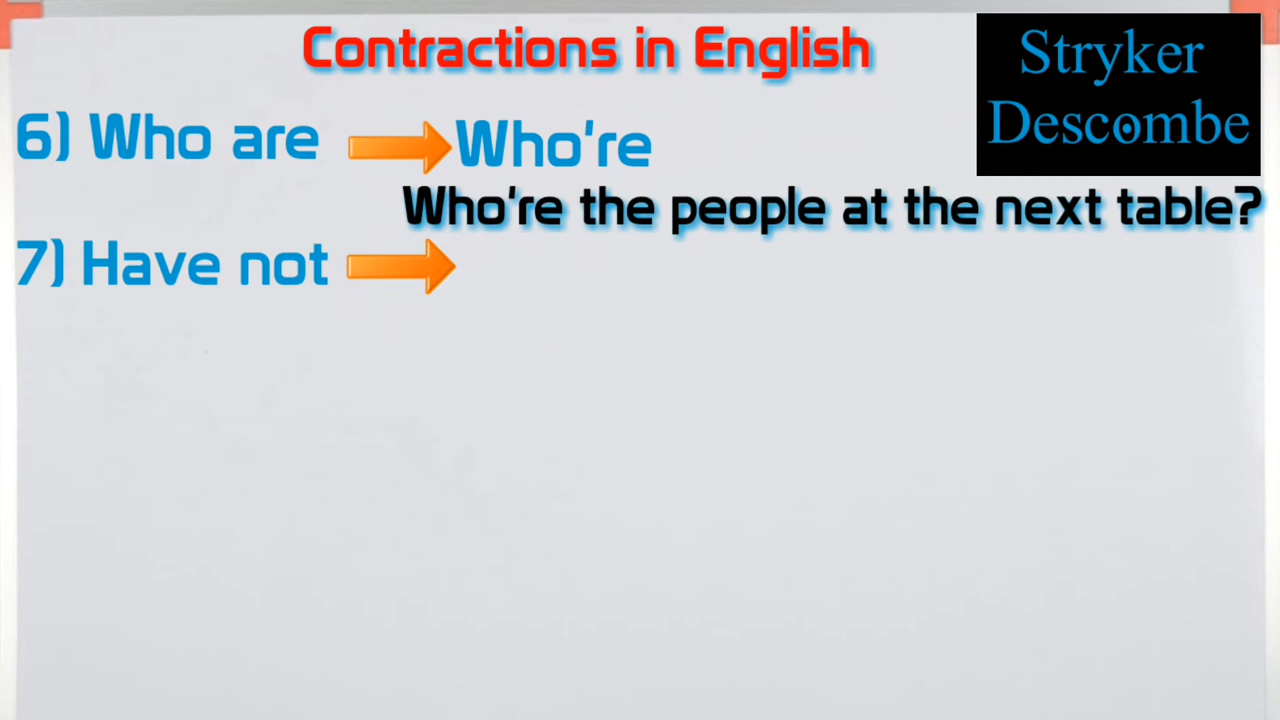 Contractions in English
Stryker
Descombe
6) Who are Who're
Who're the people at the next table?
7) Have not